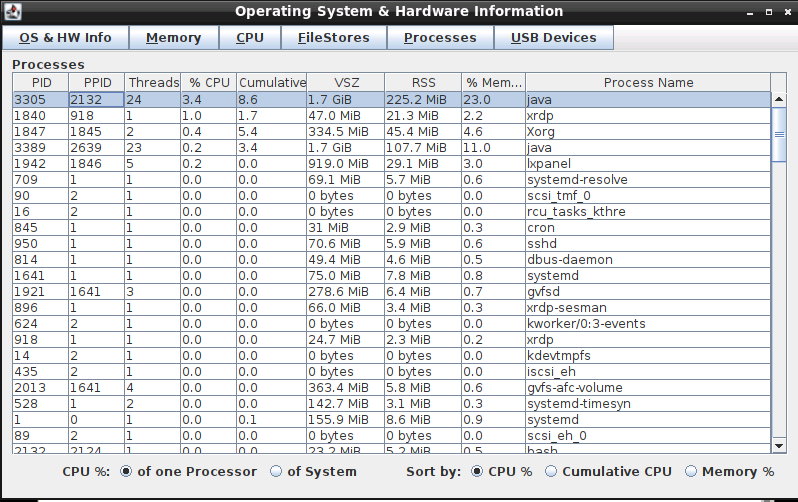 Operating System & Hardware Information
OS & HW Info Memory CPU FileStores Processes USB Devices
Processes
PID PPID Threads % CPU Cumulative VSZ RSS % Mem... Process Name
3305 2132 24 3.4 8.6 1.7 GiB 225.2 MiB 23.0 java
1840 918 1 1.0 1.7 47.0 MiB 21.3 MiB 2.2 xrdp
1847 1845 2 0.4 5.4 334.5 MiB 45.4 MiB 4.6 Xorg
3389 2639 23 0.2 3.4 1.7 GiB 107.7 MiB 11.0 java
1942 1846 5 0.2 0.0 919.0 MiB 29.1 MiB 3.0 lxpanel
709 1 1 0.0 0.0 69.1 MiB 5.7 MiB 0.6 systemd-resolve
90 2 1 0.0 0.0 0 bytes 0 bytes 0.0 scsi_tmf_0
16 2 1 0.0 0.0 0 bytes 0 bytes 0.0 rcu_tasks_kthre
845 1 1 0.0 0.0 31 MiB 2.9 MiB 0.3 cron
950 1 1 0.0 0.0 70.6 MiB 5.9 MiB 0.6 sshd
814 1 1 0.0 0.0 49.4 MiB 4.6 MiB 0.5 dbus-daemon
1641 1 1 0.0 0.0 75.0 MiB 7.8 MiB 0.8 systemd
1921 1641 3 0.0 0.0 278.6 MiB 6.4 MiB 0.7 gvfsd
896 1 1 0.0 0.0 66.0 MiB 3.4 MiB 0.3 xrdp-sesman
624 2 1 0.0 0.0 0 bytes 0 bytes 0.0 kworker/0:3-events
918 1 1 0.0 0.0 24.7 MiB 2.3 MiB 0.2 xrdp
14 2 1 0.0 0.0 0 bytes 0 bytes 0.0 kdevtmpfs
435 2 1 0.0 0.0 0 bytes 0 bytes 0.0 iscsi_eh
2013 1641 4 0.0 0.0 363.4 MiB 5.8 MiB 0.6 gvfs-afc-volume
528 1 2 0.0 0.0 142.7 MiB 3.1 MiB 0.3 systemd-timesyn
1 0 1 0.0 0.1 155.9 MiB 8.6 MiB 0.9 systemd
89 2 1 0.0 0.0 0 bytes 0 bytes 0.0 scsi_eh_0
2132 2124 1 0.0 0.0 23.2 MiB 5.2 MiB 0.5 bash
CPU %: of one Processor of System Sort by: CPU % Cumulative CPU Memory %